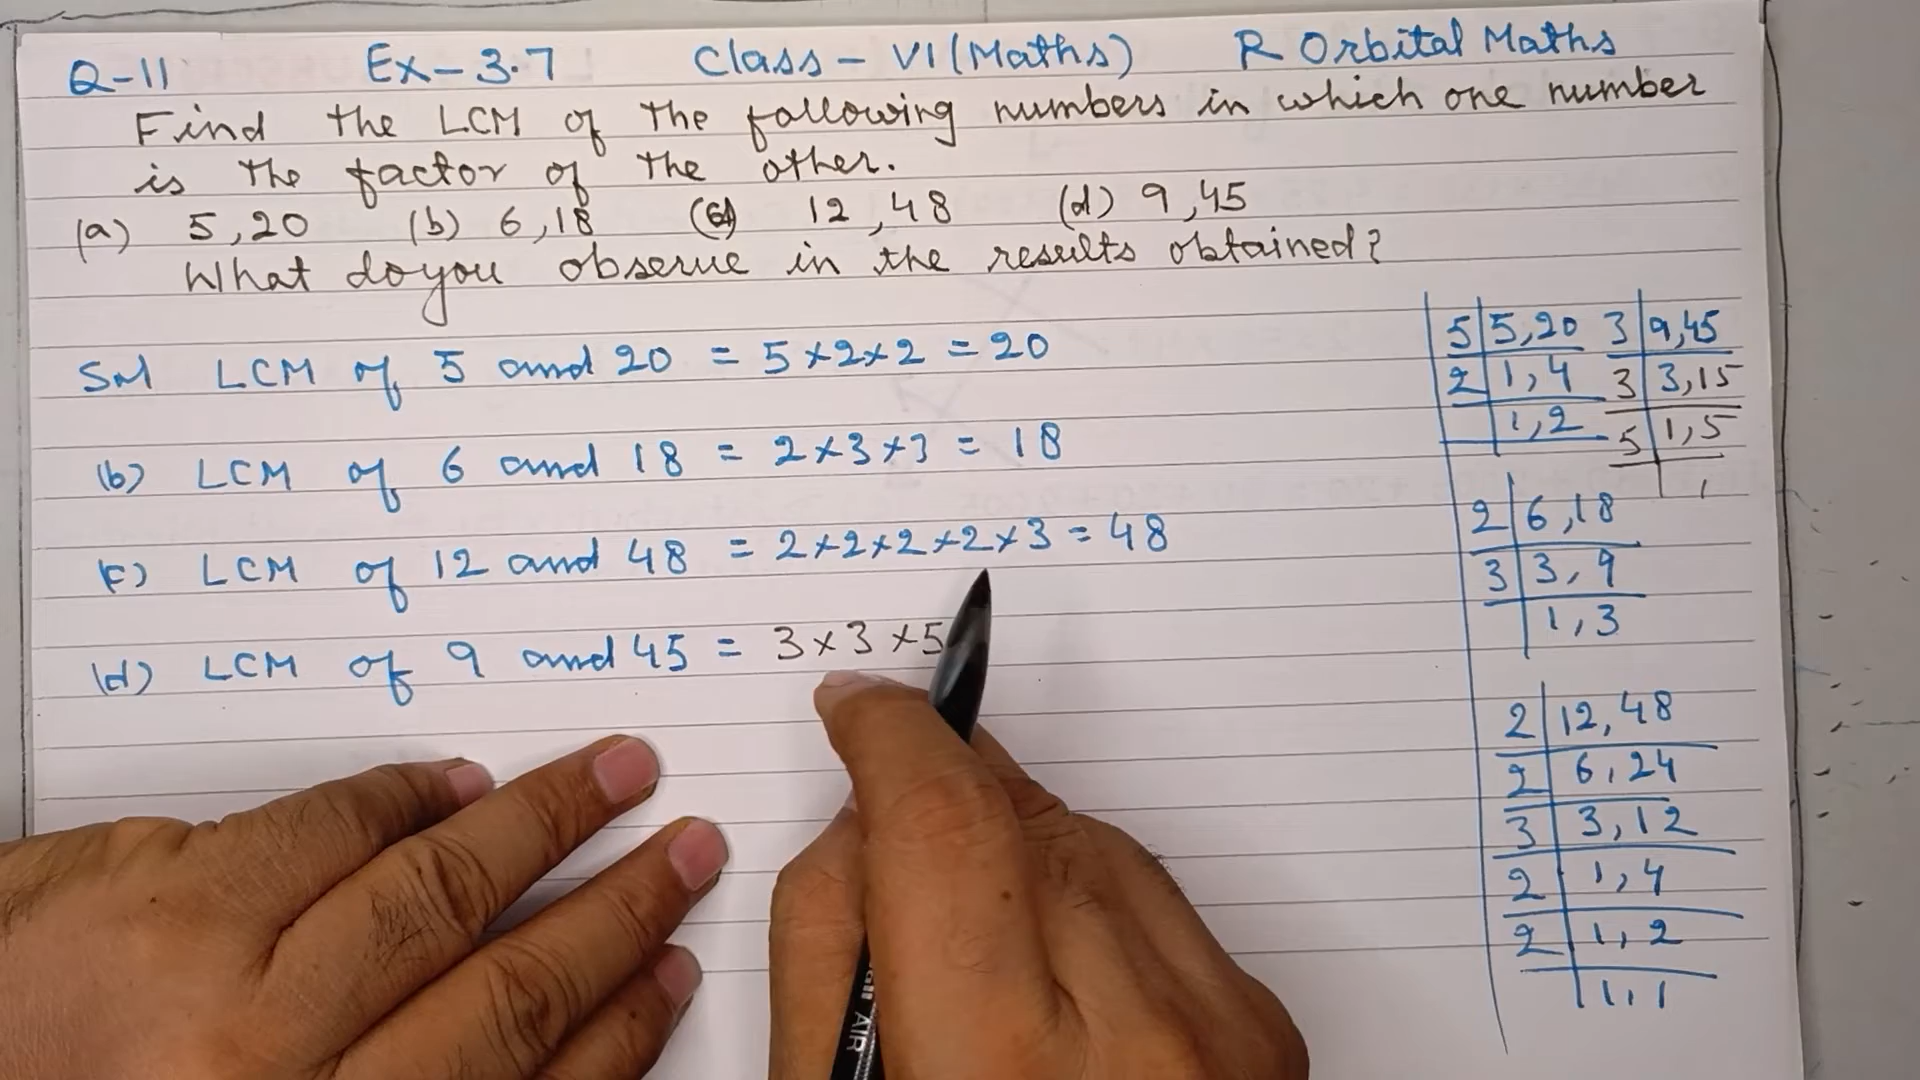 Q-11 Ex-3.7 Class-VI (Maths) R Orbital Maths
Find the LCM of the following numbers in which one number
is the factor of the other.
(a) 5,20 (b) 6,18 (c) 12,48 (d) 9,45
What do you observe in the results obtained?
Sol LCM of 5 and 20 = 5×2×2 = 20
(b) LCM of 6 and 18 = 2×3×3 = 18
(c) LCM of 12 and 48 = 2×2×2×2×3=48
(d) LCM of 9 and 45 = 3×3×5
5 5,20
2 1,4
1,2
3 9,45
3 3,15
5 1,5
1
2 6,18
3 3,9
1,3
2 12,48
2 6,24
3 3,12
2 1,4
2 1,2
1,1
AIR